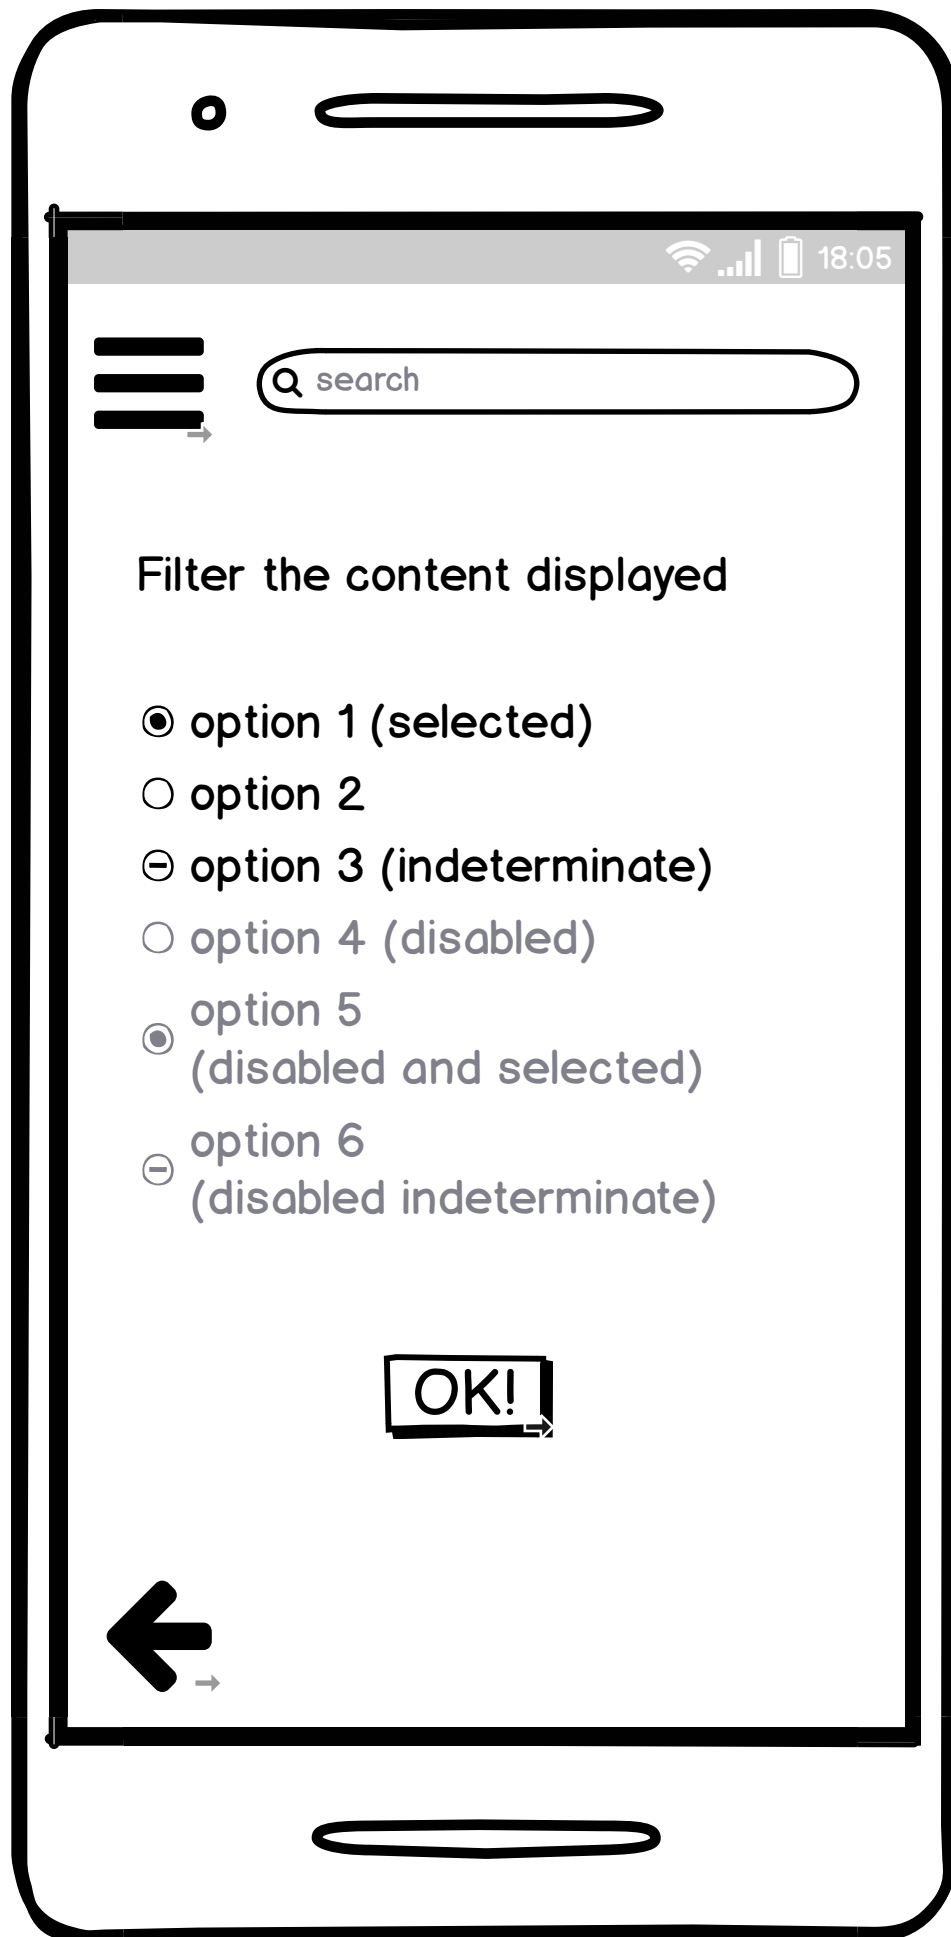 18:05
search
Filter the content displayed
option 1 (selected)
option 2
option 3 (indeterminate)
option 4 (disabled)
option 5
(disabled and selected)
option 6
(disabled indeterminate)
OK!